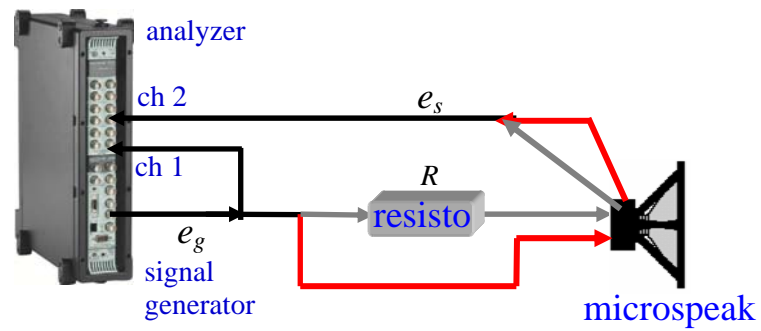 analyzer
ch 2
e_s
ch 1
R
resisto
e_g
signal
generator
microspeak